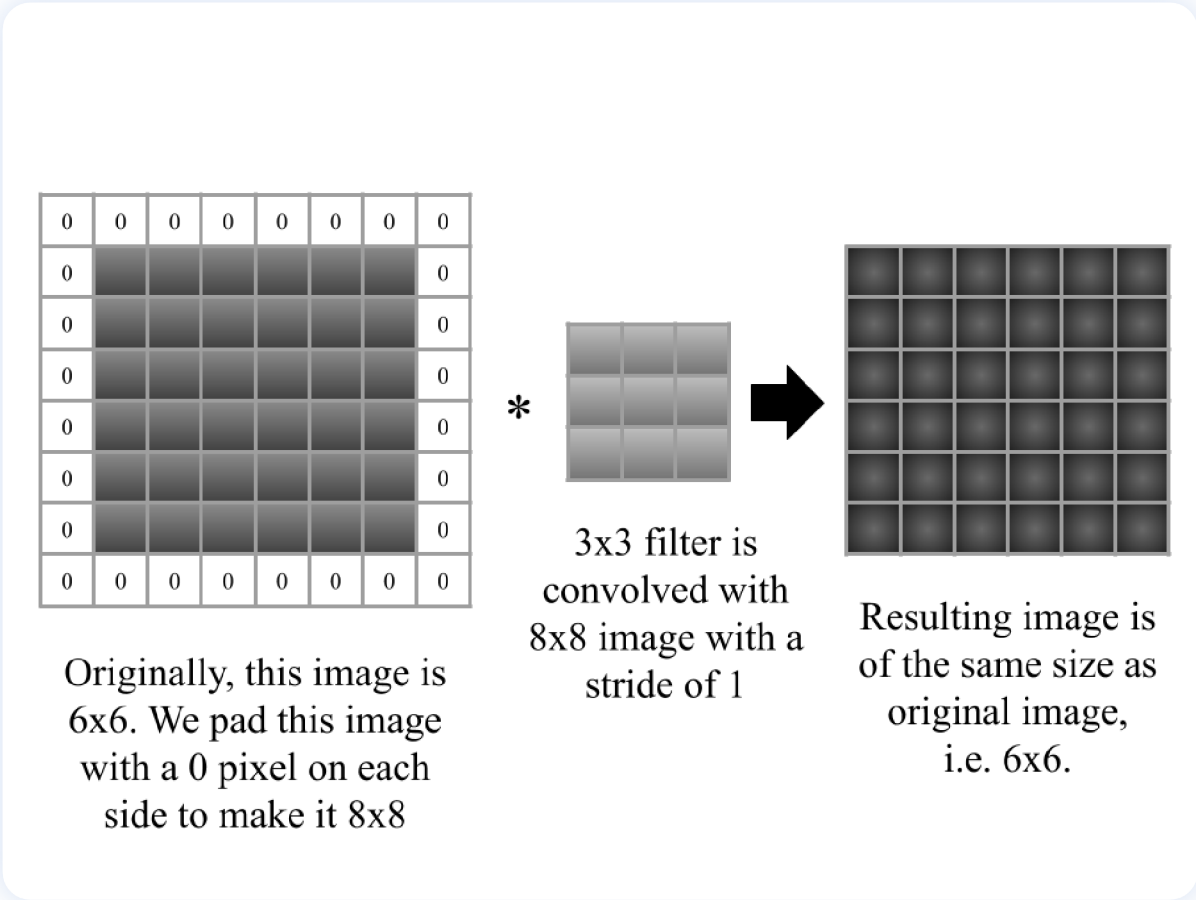 0 0 0 0 0 0 0 0
0 0
0 0
0 0
0 0
0 0
0 0
0 0 0 0 0 0 0 0
Originally, this image is
6x6. We pad this image
with a 0 pixel on each
side to make it 8x8
*
3x3 filter is
convolved with
8x8 image with a
stride of 1
Resulting image is
of the same size as
original image,
i.e. 6x6.